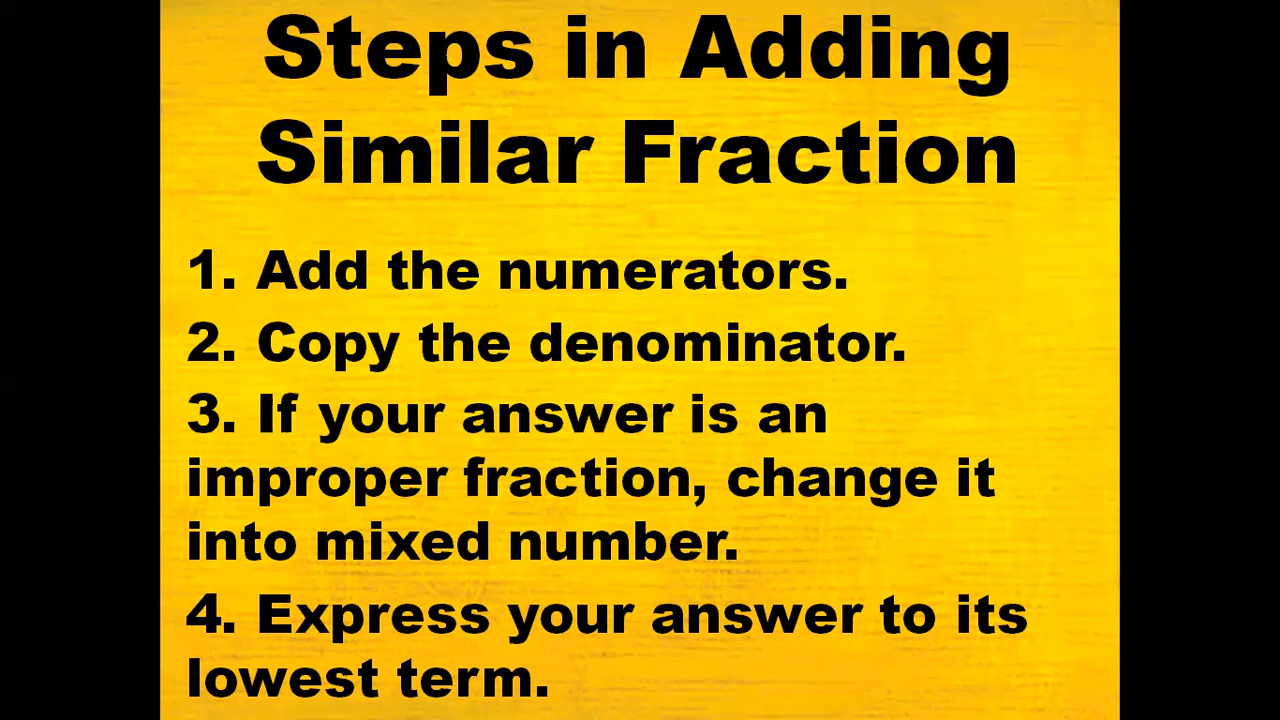 Steps in Adding
Similar Fraction
1. Add the numerators.
2. Copy the denominator.
3. If your answer is an
improper fraction, change it
into mixed number.
4. Express your answer to its
lowest term.